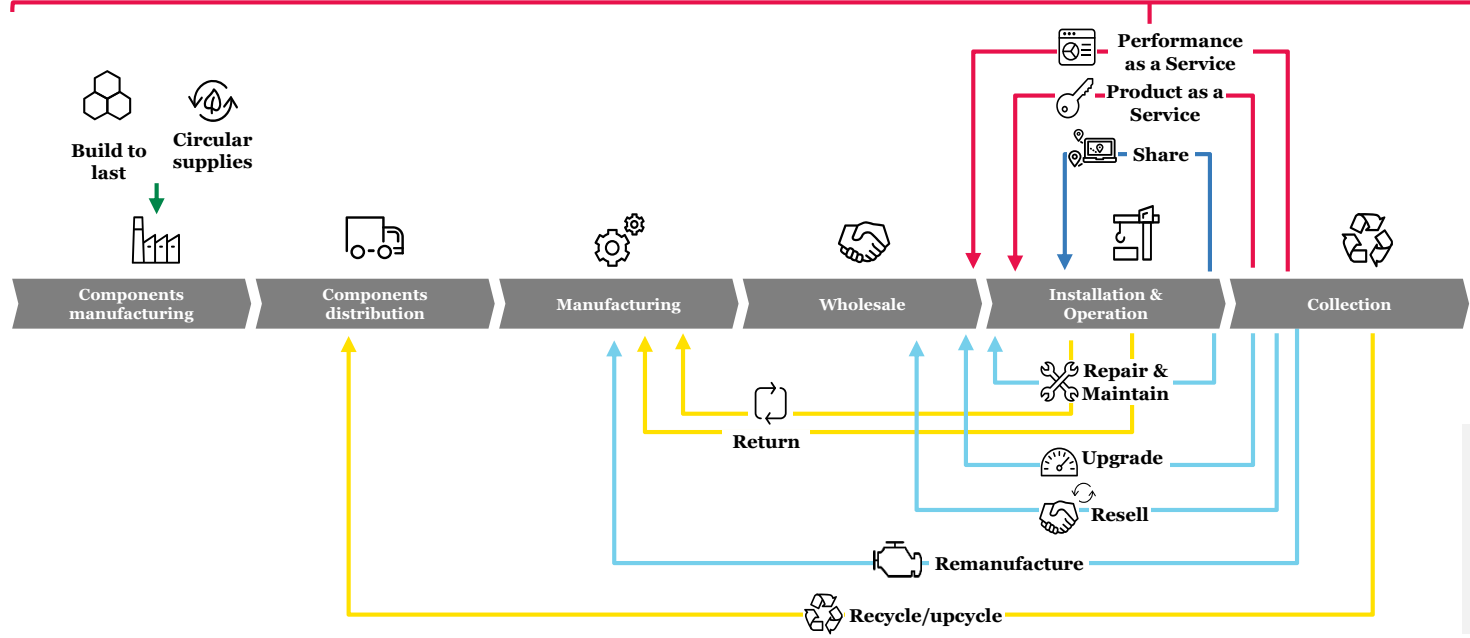 Performance
as a Service
Product as a
Service
Build to
last
Circular
supplies
Share
Components
manufacturing
Components
distribution
Manufacturing
Wholesale
Installation &
Operation
Collection
Repair &
Maintain
Return
Upgrade
Resell
Remanufacture
Recycle/upcycle